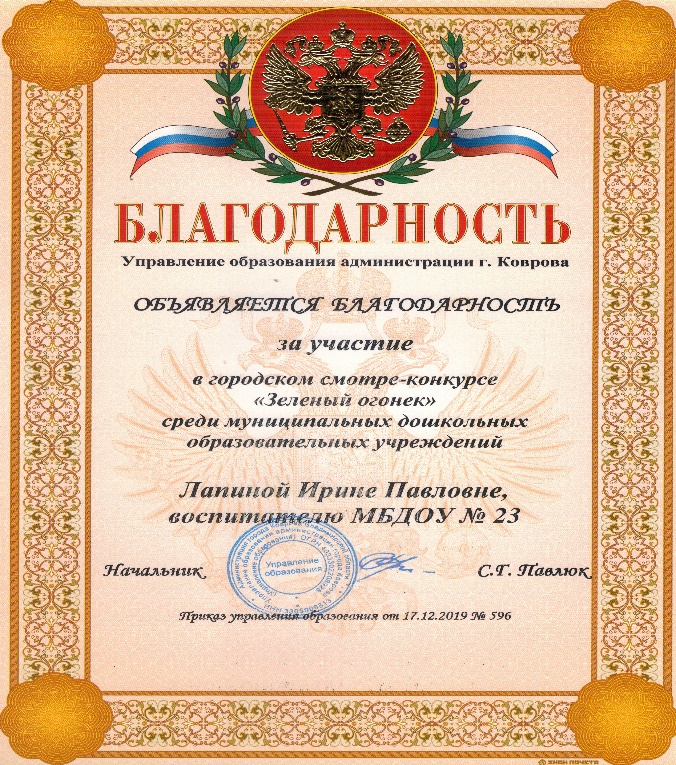 БЛАГОДАРНОСТЬ
Управление образования администрации г. Коврова
ОБЪЯВЛЯЕТСЯ БЛАГОДАРНОСТЬ
за участие
в городском смотре-конкурсе
«Зеленый огонек»
среди муниципальных дошкольных
образовательных учреждений
Лапиной Ирине Павловне,
воспитателю МБДОУ № 23
Начальник
Управление
образования
С.Г. Павлюк
Приказ управления образования от 17.12.2019 № 596
ЗНАК ПОЧЕТА